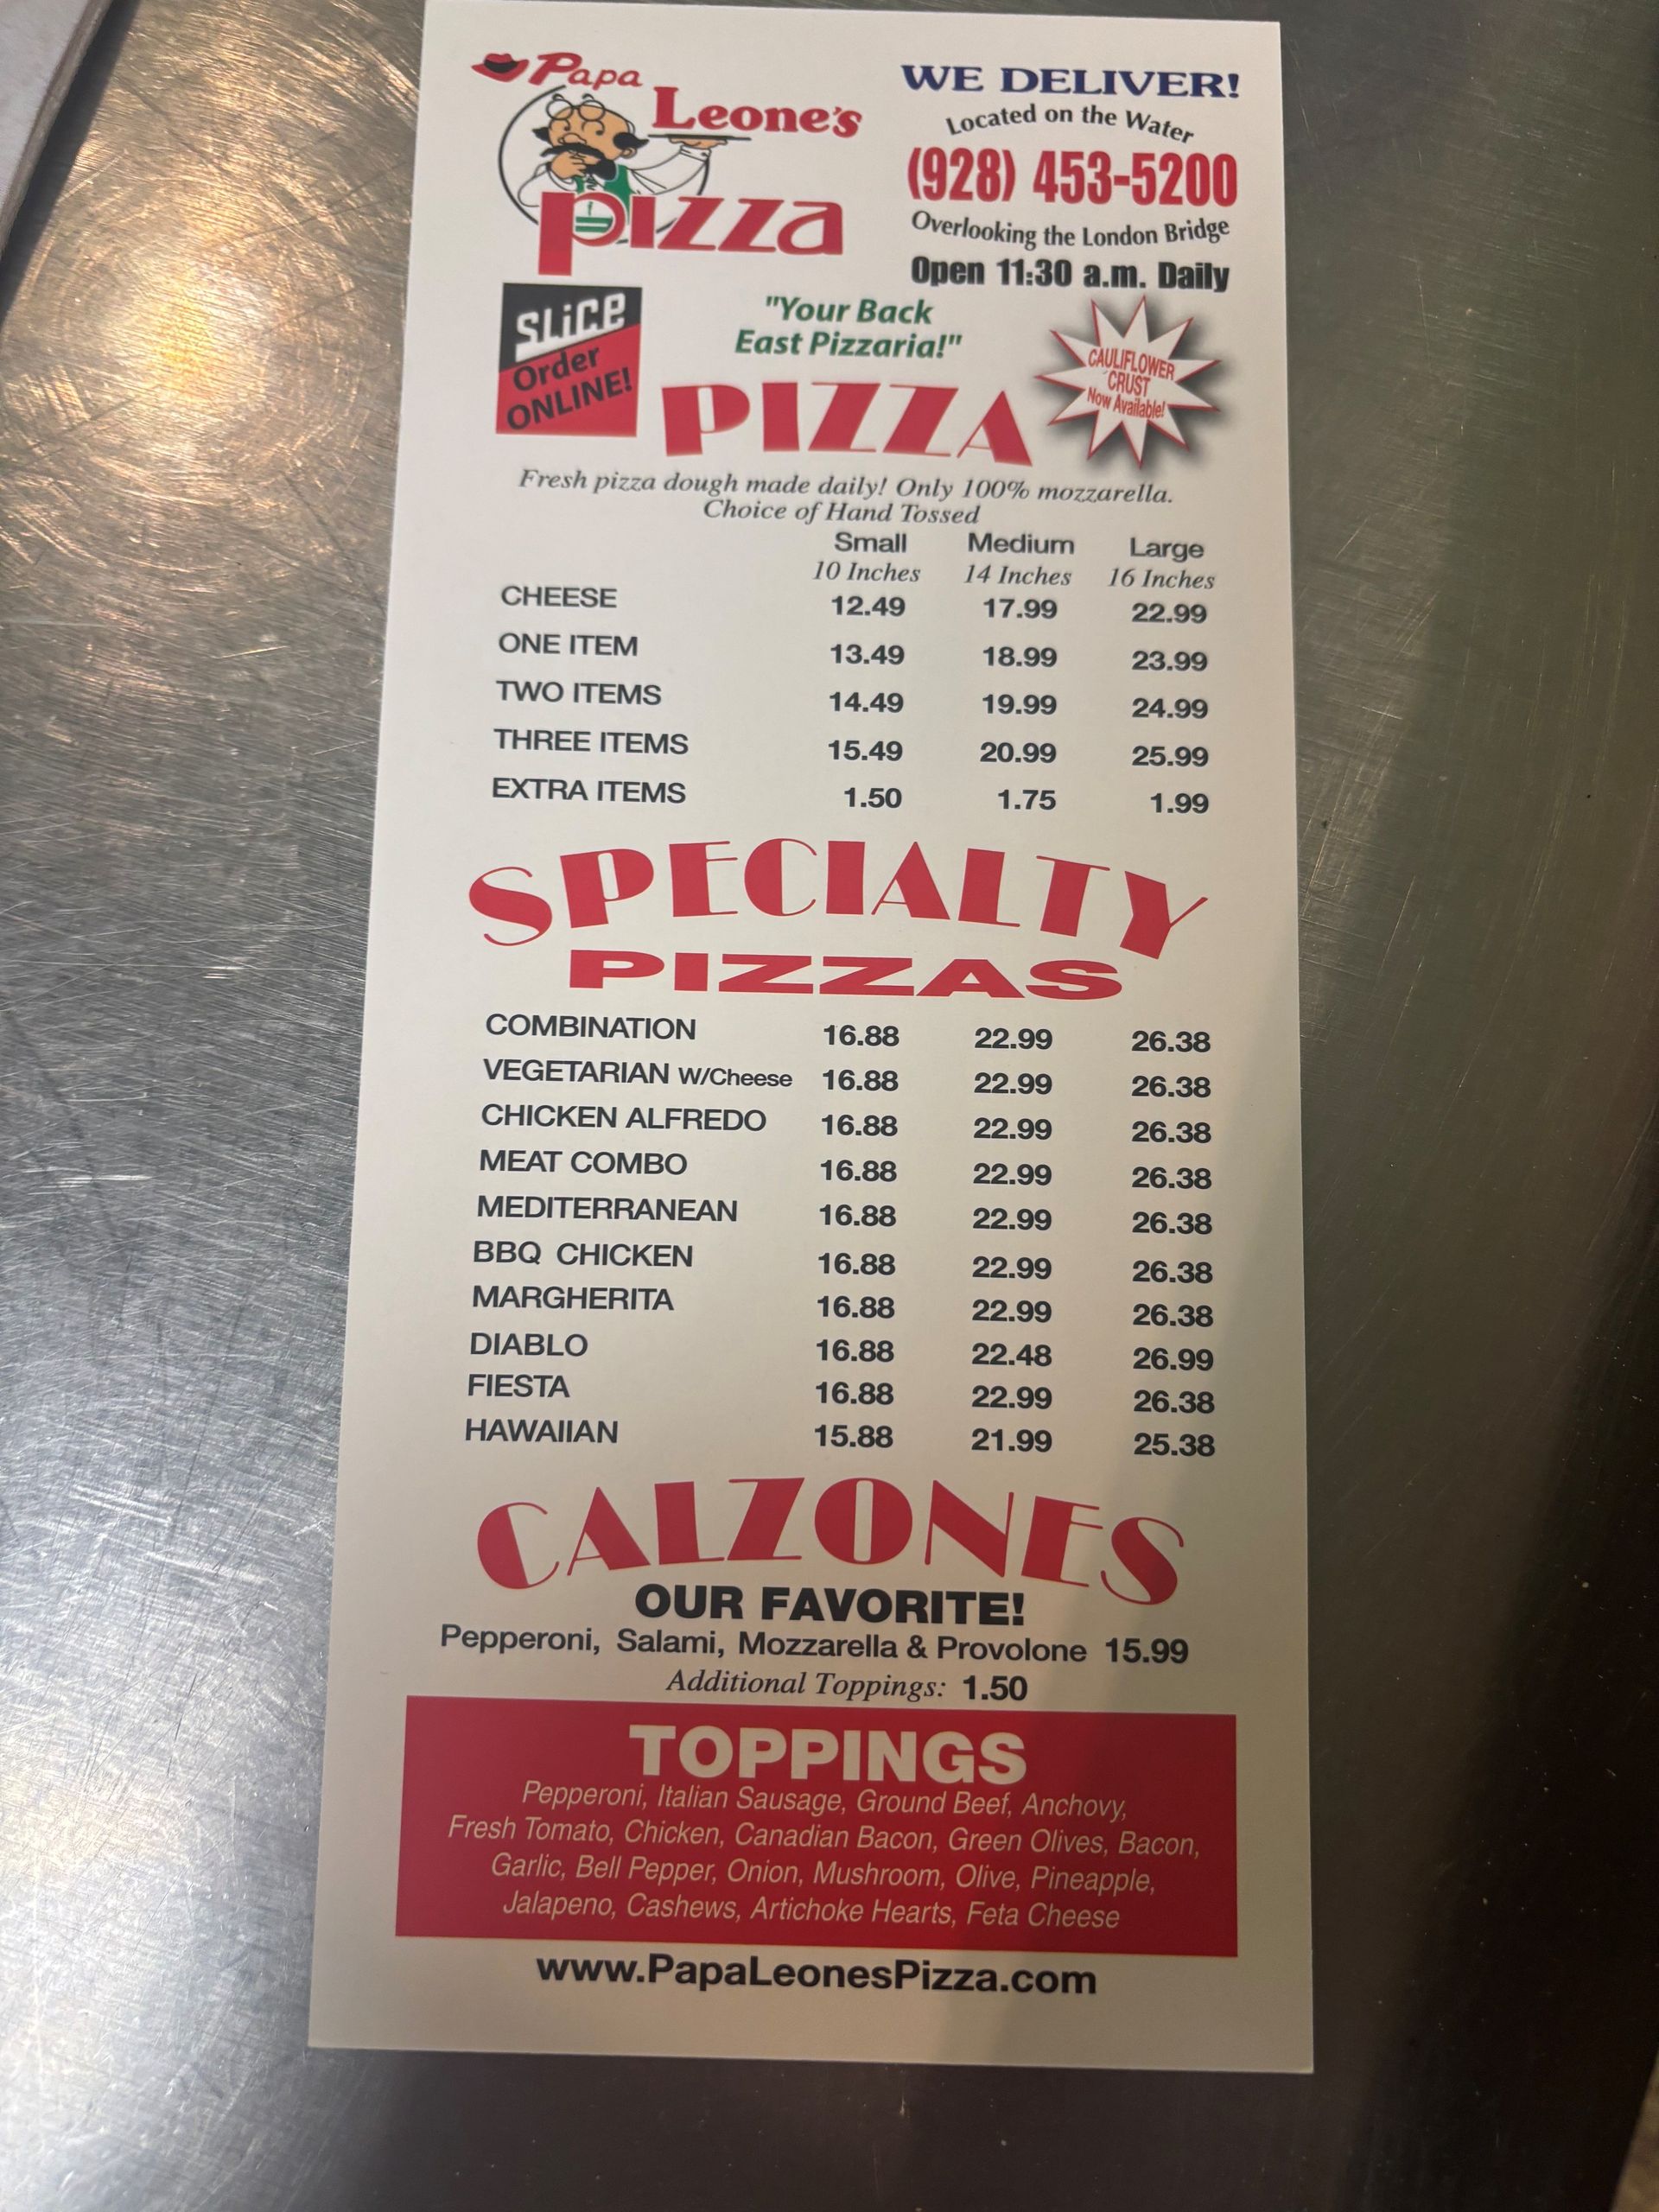 Papa
Leone's
Pizza
WE DELIVER!
Located on the Water
(928) 453-5200
Overlooking the London Bridge
Open 11:30 a.m. Daily
SLiCe
Order
ONLINE!
"Your Back
East Pizzaria!"
CAULIFLOWER
CRUST
Now Available!
PIZZA
Fresh pizza dough made daily! Only 100% mozzarella.
Choice of Hand Tossed
Small Medium Large
10 Inches 14 Inches 16 Inches
CHEESE 12.49 17.99 22.99
ONE ITEM 13.49 18.99 23.99
TWO ITEMS 14.49 19.99 24.99
THREE ITEMS 15.49 20.99 25.99
EXTRA ITEMS 1.50 1.75 1.99
SPECIALTY
PIZZAS
COMBINATION 16.88 22.99 26.38
VEGETARIAN W/Cheese 16.88 22.99 26.38
CHICKEN ALFREDO 16.88 22.99 26.38
MEAT COMBO 16.88 22.99 26.38
MEDITERRANEAN 16.88 22.99 26.38
BBQ CHICKEN 16.88 22.99 26.38
MARGHERITA 16.88 22.99 26.38
DIABLO 16.88 22.48 26.99
FIESTA 16.88 22.99 26.38
HAWAIIAN 15.88 21.99 25.38
CALZONES
OUR FAVORITE!
Pepperoni, Salami, Mozzarella & Provolone 15.99
Additional Toppings: 1.50
TOPPINGS
Pepperoni, Italian Sausage, Ground Beef, Anchovy,
Fresh Tomato, Chicken, Canadian Bacon, Green Olives, Bacon,
Garlic, Bell Pepper, Onion, Mushroom, Olive, Pineapple,
Jalapeno, Cashews, Artichoke Hearts, Feta Cheese
www.PapaLeonesPizza.com